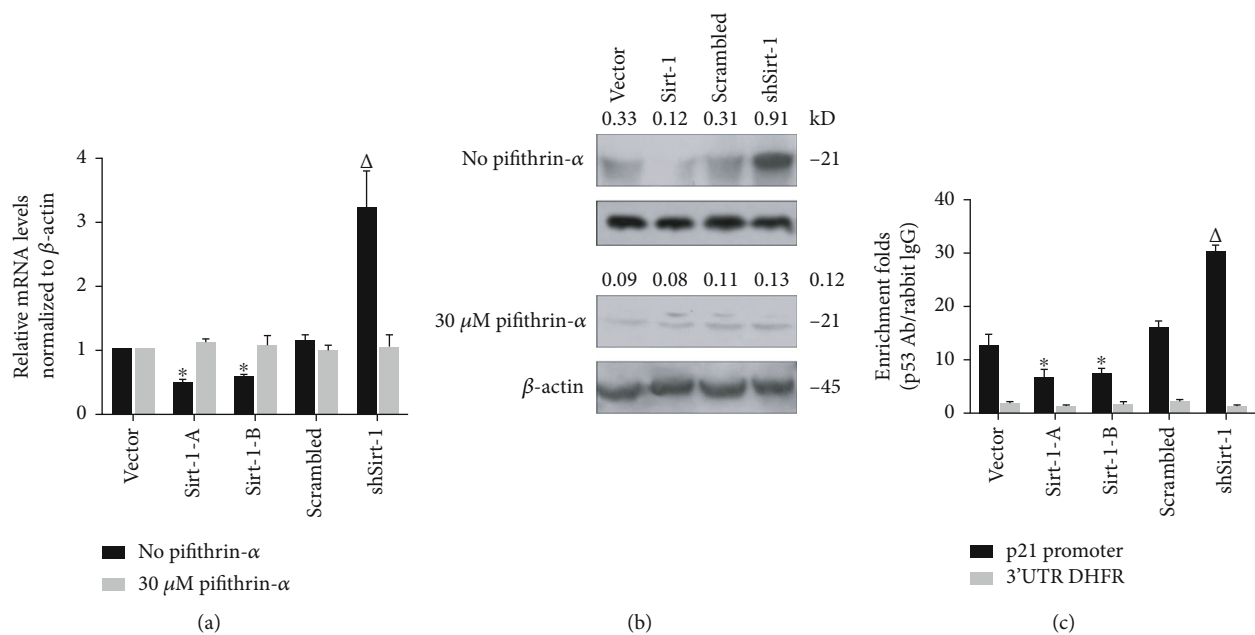 Relative mRNA levels
normalized to β-actin
4
3
2
1
0
Δ
*
*
Vector
Sirt-1-A
Sirt-1-B
Scrambled
shSirt-1
No pifithrin-α
30 μM pifithrin-α
(a)
Vector
Sirt-1
Scrambled
shSirt-1
0.33 0.12 0.31 0.91 kD
No pifithrin-α –21
0.09 0.08 0.11 0.13 0.12
30 μM pifithrin-α –21
β-actin –45
(b)
Enrichment folds
(p53 Ab/rabbit IgG)
40
30
20
10
0
Δ
*
*
Vector
Sirt-1-A
Sirt-1-B
Scrambled
shSirt-1
p21 promoter
3'UTR DHFR
(c)